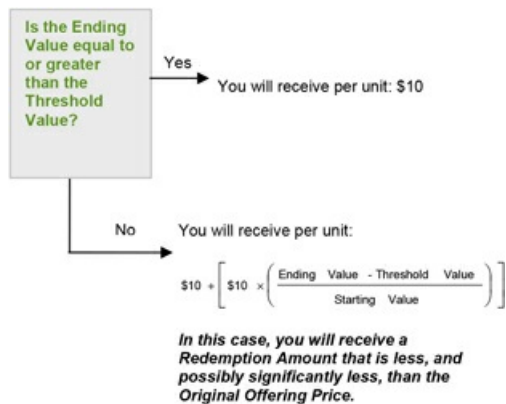 Is the Ending
Value equal to
or greater
than the
Threshold
Value?
Yes
You will receive per unit: $10
No
You will receive per unit:
$10 + [ $10 × ( Ending Value - Threshold Value / Starting Value ) ]
In this case, you will receive a
Redemption Amount that is less, and
possibly significantly less, than the
Original Offering Price.